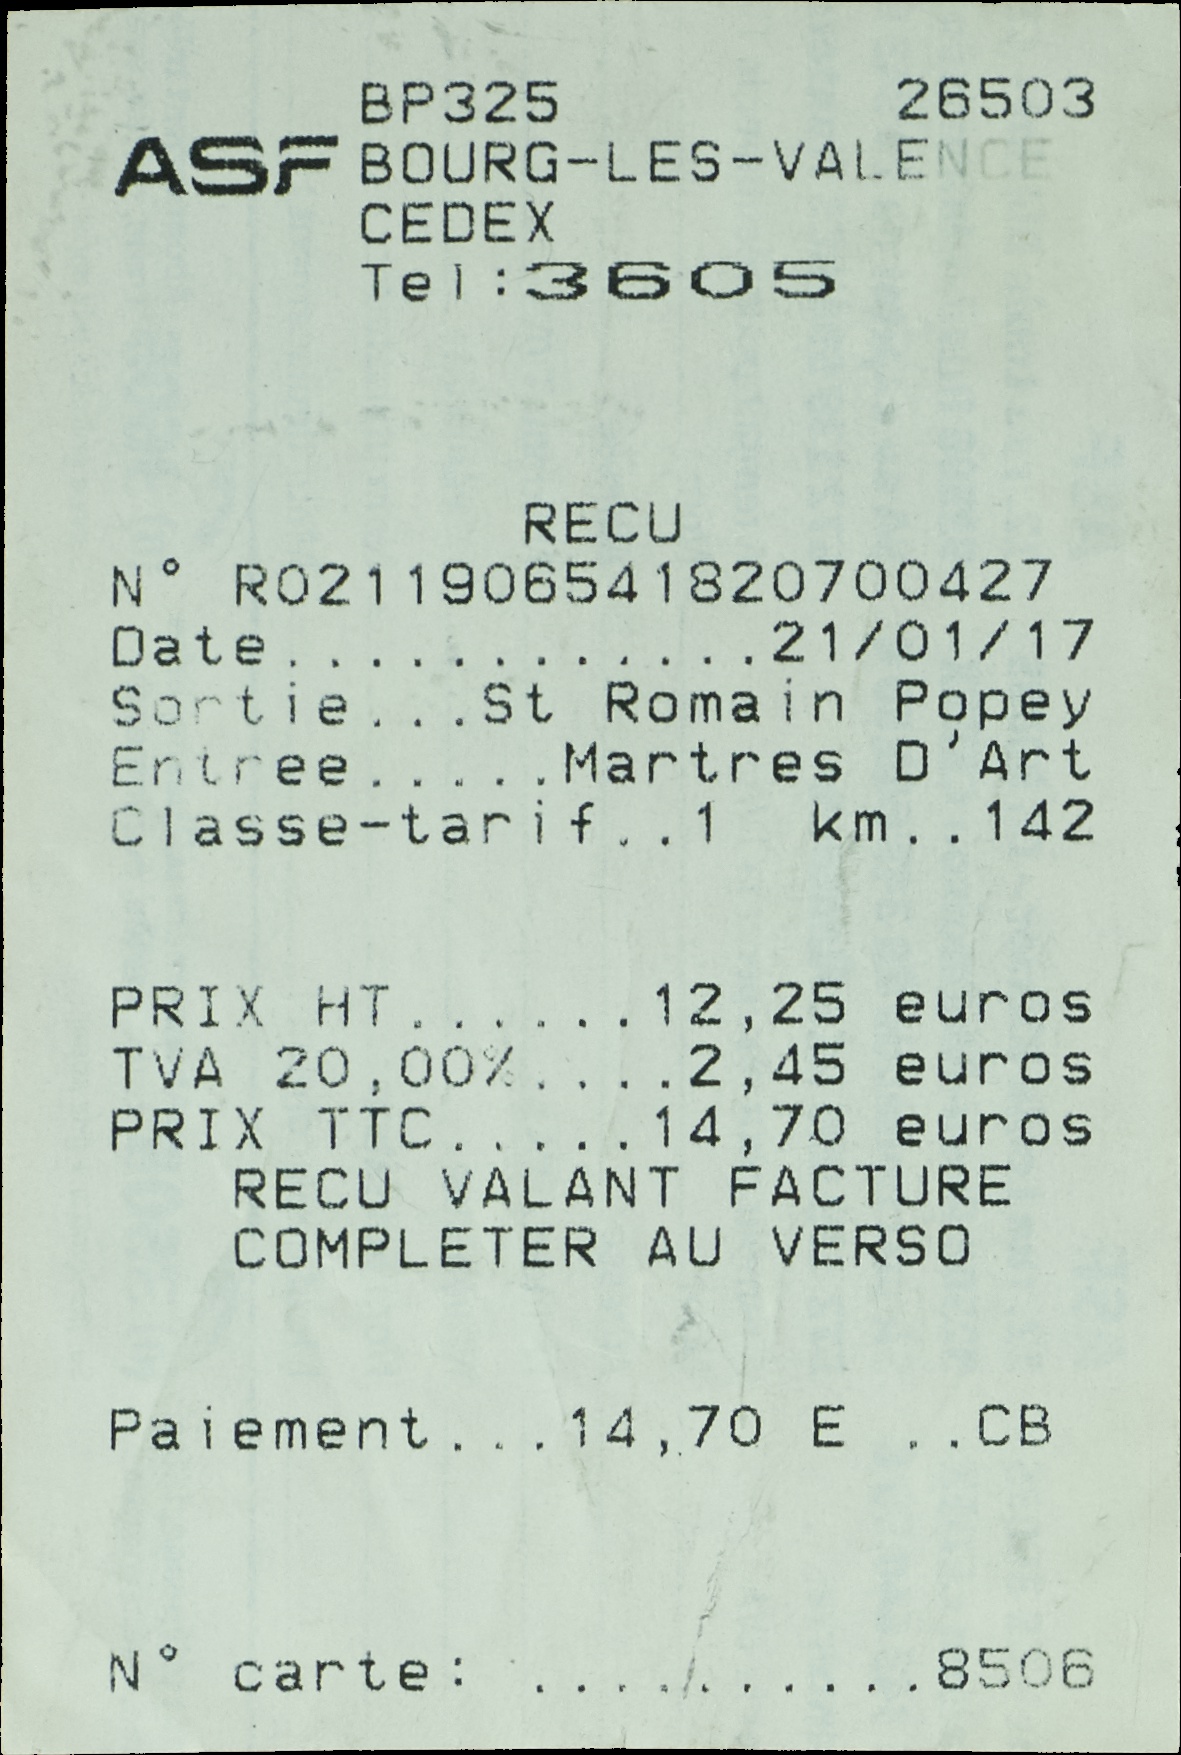 BP325 26503
ASF BOURG-LES-VALENCE
CEDEX
Tel:3605
RECU
N° R02119065418207004​27
Date............21/01/17
Sortie...St Romain Popey
Entree.....Martres D'Art
Classe-tarif..1 km..142
PRIX HT......12,25 euros
TVA 20,00%....2,45 euros
PRIX TTC.....14,70 euros
RECU VALANT FACTURE
COMPLETER AU VERSO
Paiement...14,70 E ..CB
N° carte: ..........8506